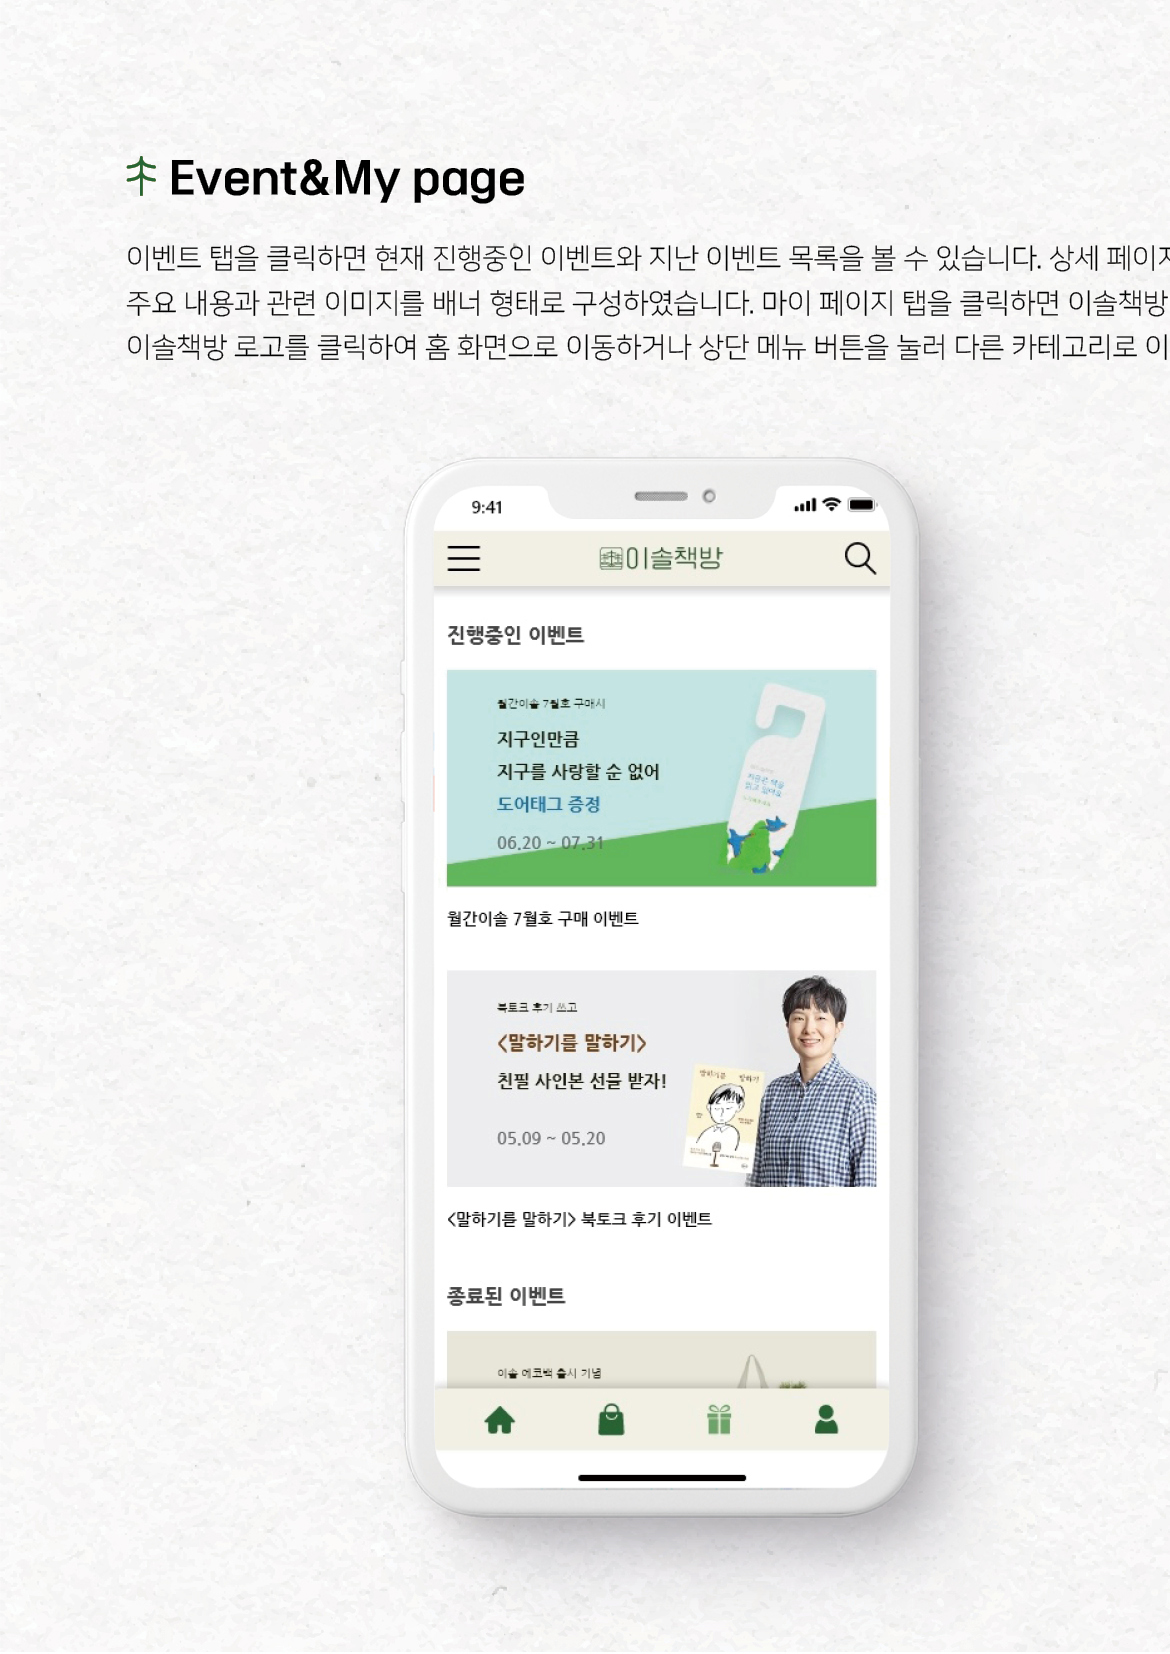 Event&My page
이벤트 탭을 클릭하면 현재 진행중인 이벤트와 지난 이벤트 목록을 볼 수 있습니다. 상세 페이지
주요 내용과 관련 이미지를 배너 형태로 구성하였습니다. 마이 페이지 탭을 클릭하면 이솔책방
이솔책방 로고를 클릭하여 홈 화면으로 이동하거나 상단 메뉴 버튼을 눌러 다른 카테고리로 이
9:41
이솔책방
진행중인 이벤트
월간이솔 7월호 구매시
지구인만큼
지구를 사랑할 순 없어
도어태그 증정
06.20 ~ 07.31
월간이솔 7월호 구매 이벤트
북토크 후기 쓰고
<말하기를 말하기>
친필 사인본 선물 받자!
05.09 ~ 05.20
말하기를 말하기
<말하기를 말하기> 북토크 후기 이벤트
종료된 이벤트
이솔 에코백 출시 기념